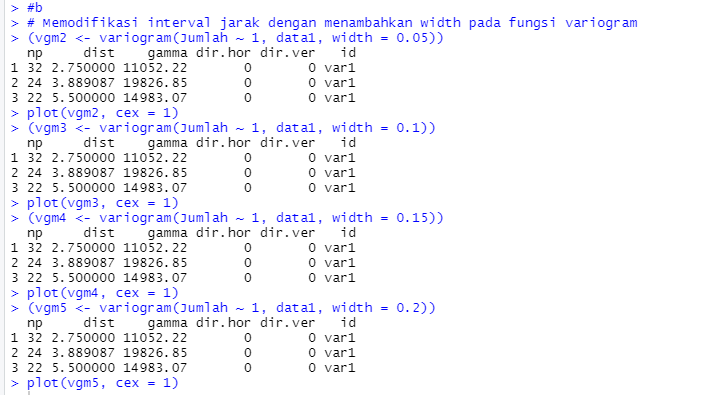 > #b
> # Memodifikasi interval jarak dengan menambahkan width pada fungsi variogram
> (vgm2 <- variogram(Jumlah ~ 1, data1, width = 0.05))
  np     dist    gamma dir.hor dir.ver   id
1 32 2.750000 11052.22       0       0 var1
2 24 3.889087 19826.85       0       0 var1
3 22 5.500000 14983.07       0       0 var1
> plot(vgm2, cex = 1)
> (vgm3 <- variogram(Jumlah ~ 1, data1, width = 0.1))
  np     dist    gamma dir.hor dir.ver   id
1 32 2.750000 11052.22       0       0 var1
2 24 3.889087 19826.85       0       0 var1
3 22 5.500000 14983.07       0       0 var1
> plot(vgm3, cex = 1)
> (vgm4 <- variogram(Jumlah ~ 1, data1, width = 0.15))
  np     dist    gamma dir.hor dir.ver   id
1 32 2.750000 11052.22       0       0 var1
2 24 3.889087 19826.85       0       0 var1
3 22 5.500000 14983.07       0       0 var1
> plot(vgm4, cex = 1)
> (vgm5 <- variogram(Jumlah ~ 1, data1, width = 0.2))
  np     dist    gamma dir.hor dir.ver   id
1 32 2.750000 11052.22       0       0 var1
2 24 3.889087 19826.85       0       0 var1
3 22 5.500000 14983.07       0       0 var1
> plot(vgm5, cex = 1)